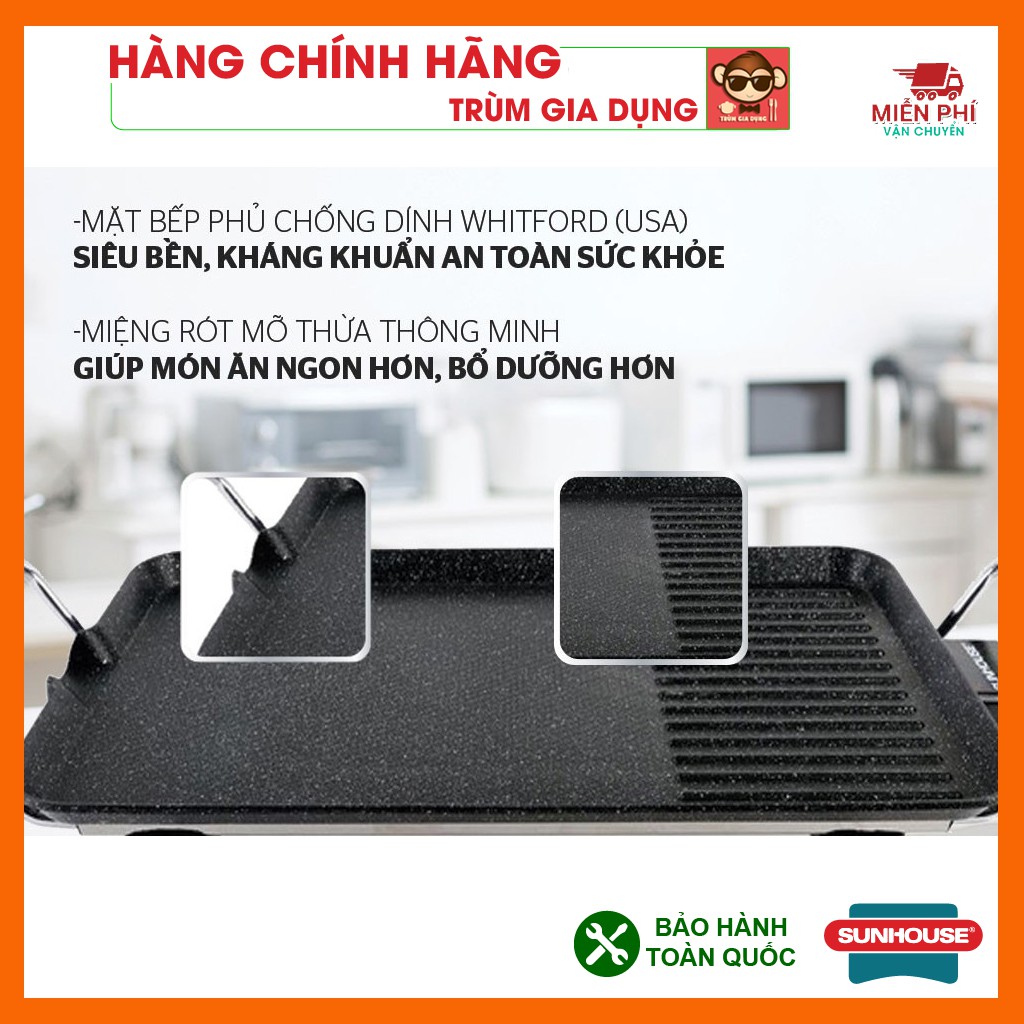 HÀNG CHÍNH HÃNG
TRÙM GIA DỤNG
TRÙM GIA DỤNG
MIỄN PHÍ
VẬN CHUYỂN
-MẶT BẾP PHỦ CHỐNG DÍNH WHITFORD (USA)
SIÊU BỀN, KHÁNG KHUẨN AN TOÀN SỨC KHỎE
-MIỆNG RÓT MỠ THỪA THÔNG MINH
GIÚP MÓN ĂN NGON HƠN, BỔ DƯỠNG HƠN
BẢO HÀNH
TOÀN QUỐC
SUNHOUSE®